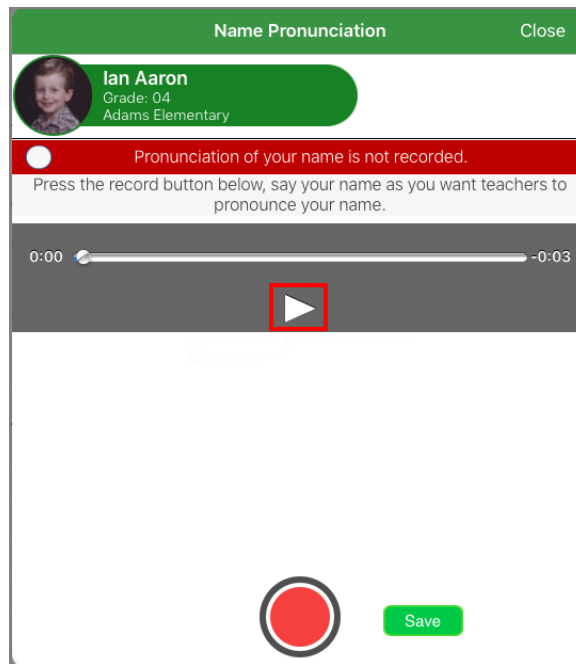 Name Pronunciation Close
Ian Aaron
Grade: 04
Adams Elementary
Pronunciation of your name is not recorded.
Press the record button below, say your name as you want teachers to
pronounce your name.
0:00 -0:03
Save